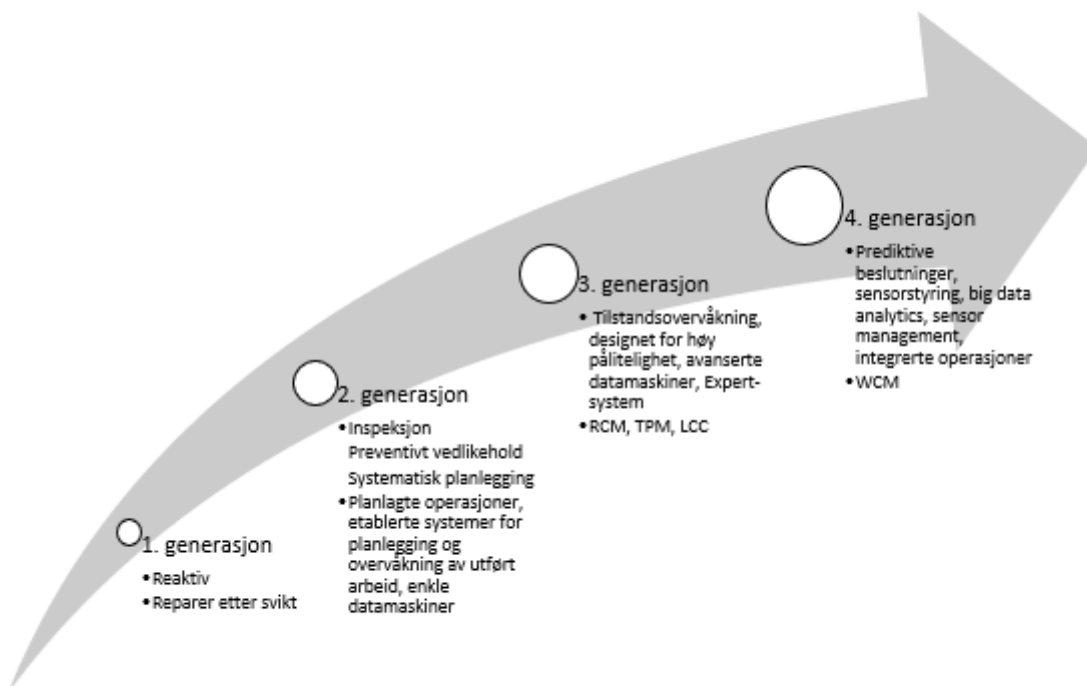 1. generasjon
•Reaktiv
•Reparer etter svikt
2. generasjon
•Inspeksjon
Preventivt vedlikehold
Systematisk planlegging
•Planlagte operasjoner,
etablerte systemer for
planlegging og
overvåkning av utført
arbeid, enkle
datamaskiner
3. generasjon
• Tilstandsovervåkning,
designet for høy
pålitelighet, avanserte
datamaskiner, Expert-
system
•RCM, TPM, LCC
4. generasjon
•Prediktive
beslutninger,
sensorstyring, big data
analytics, sensor
management,
integrerte operasjoner
•WCM